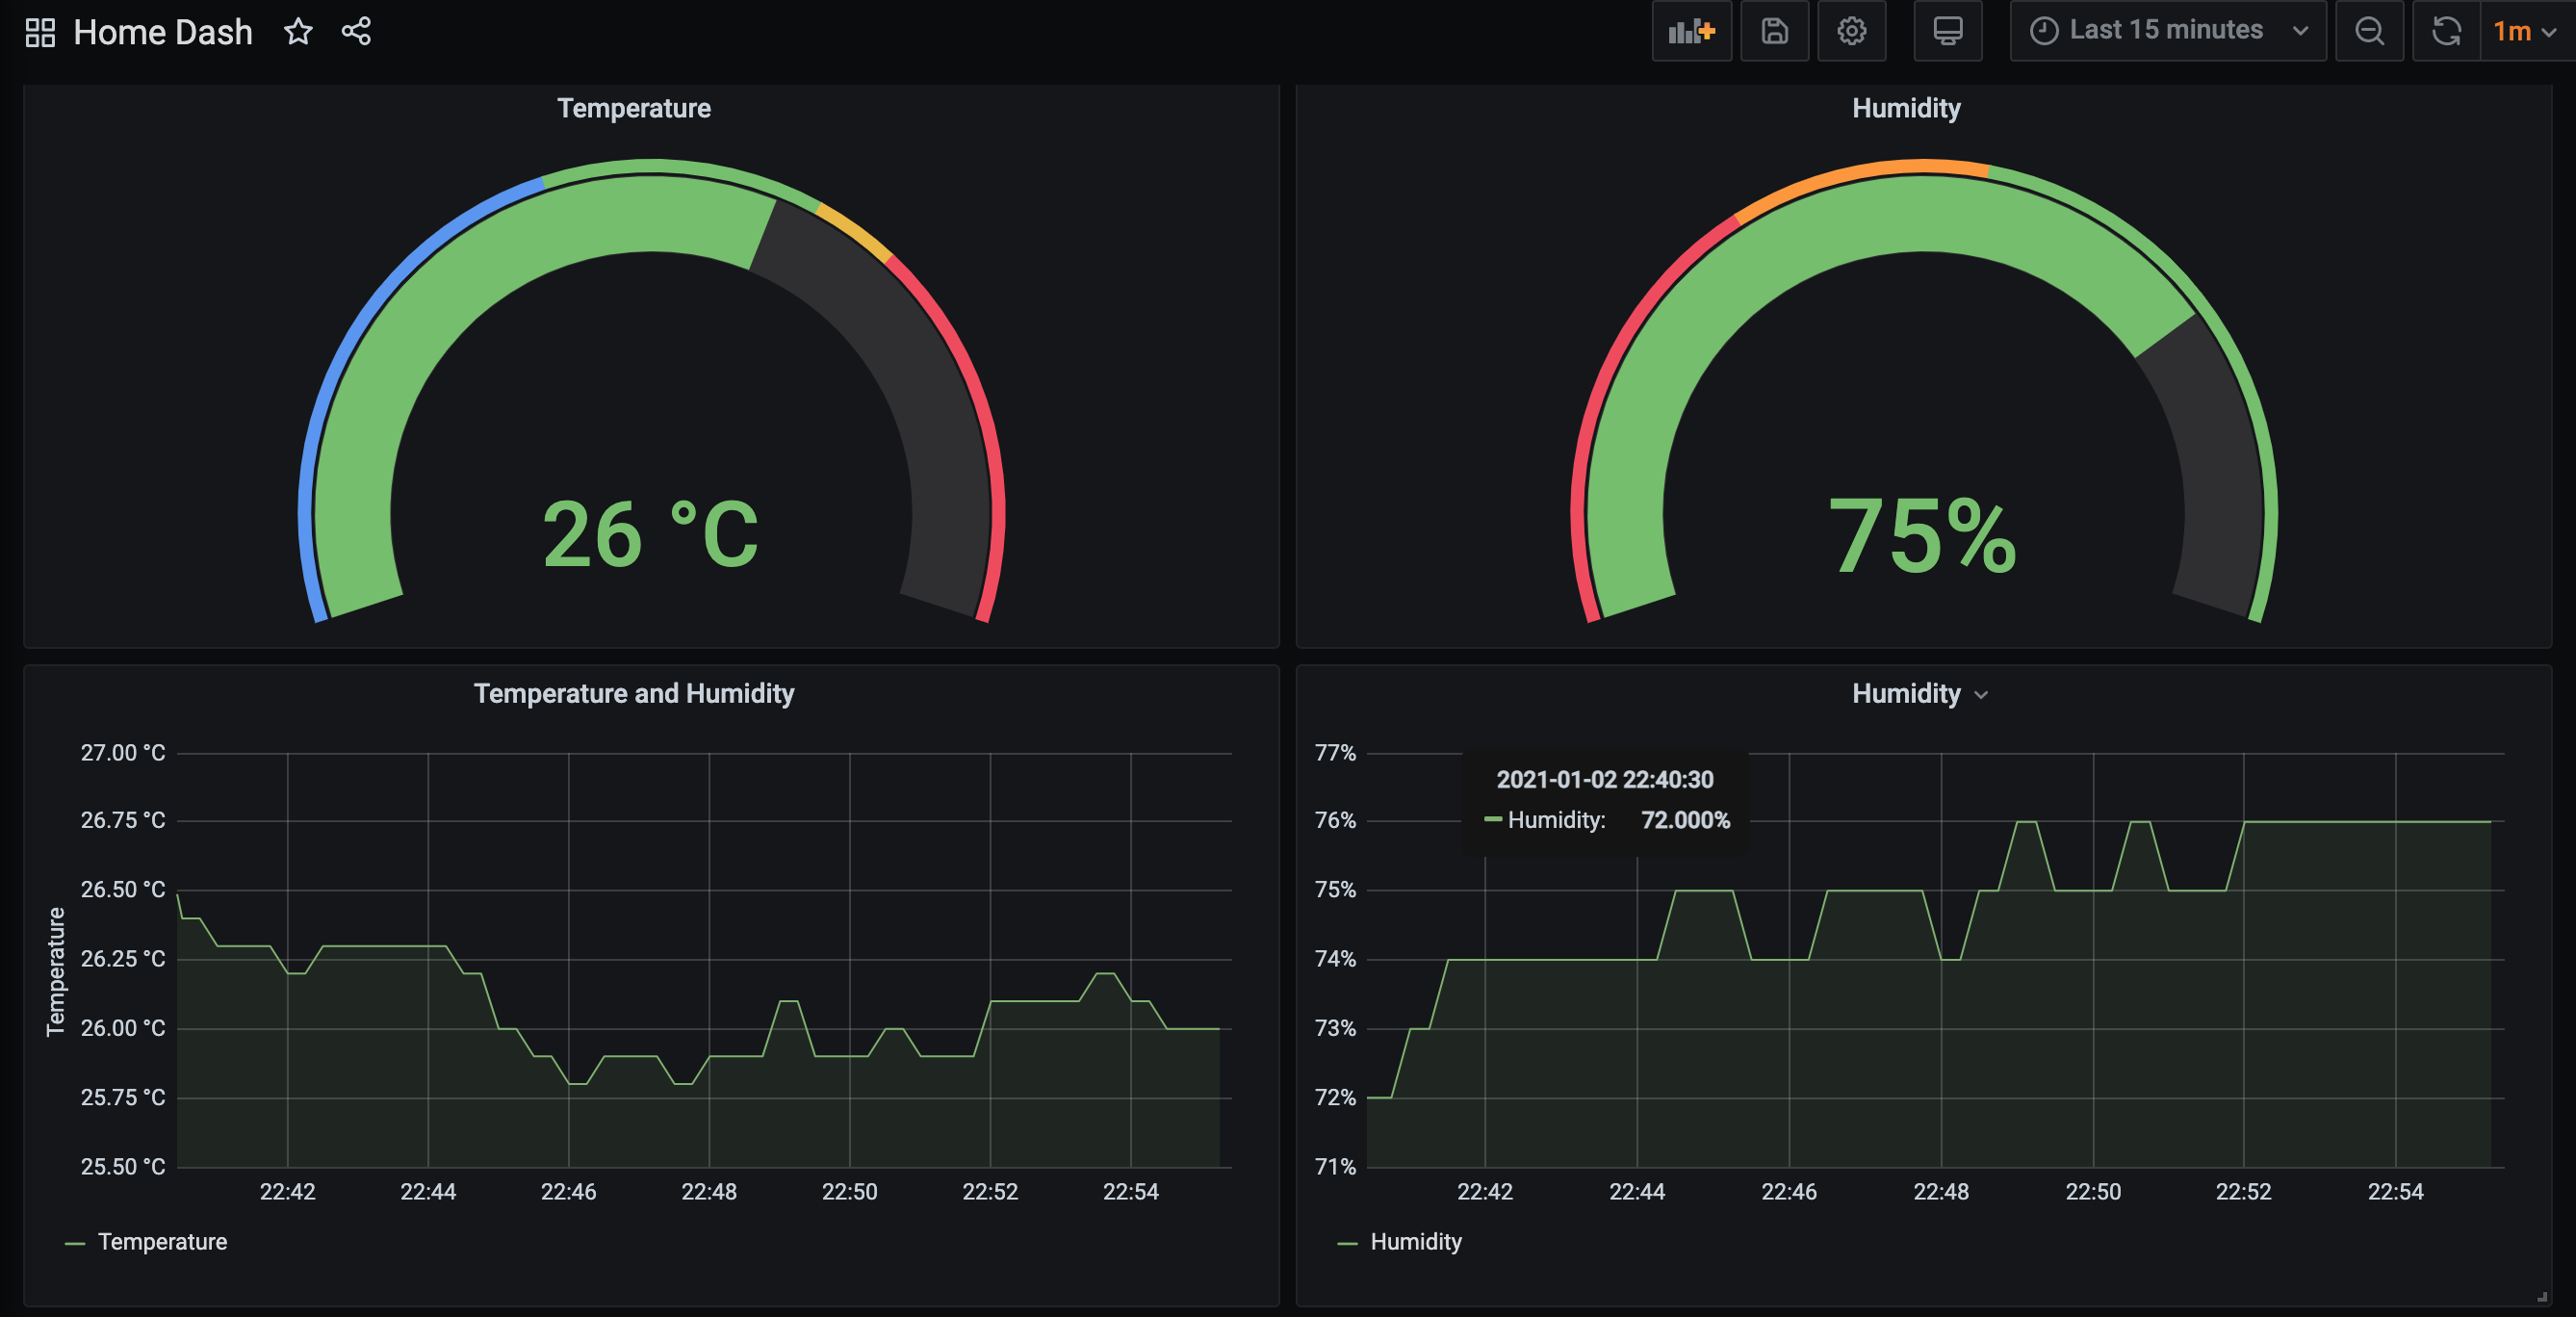 Home Dash
Last 15 minutes
1m
Temperature
26 °C
Humidity
75%
Temperature and Humidity
Temperature
27.00 °C
26.75 °C
26.50 °C
26.25 °C
26.00 °C
25.75 °C
25.50 °C
22:42 22:44 22:46 22:48 22:50 22:52 22:54
Temperature
Humidity
77%
76%
75%
74%
73%
72%
71%
2021-01-02 22:40:30
Humidity: 72.000%
22:42 22:44 22:46 22:48 22:50 22:52 22:54
Humidity